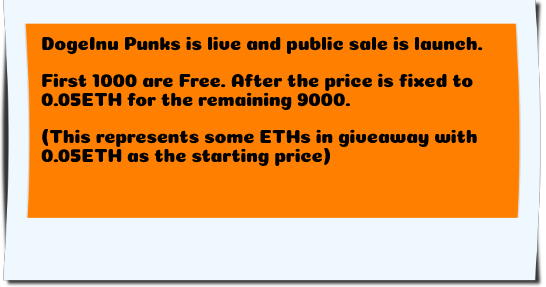 DogeInu Punks is live and public sale is launch.
First 1000 are Free. After the price is fixed to
0.05ETH for the remaining 9000.
(This represents some ETHs in giveaway with
0.05ETH as the starting price)